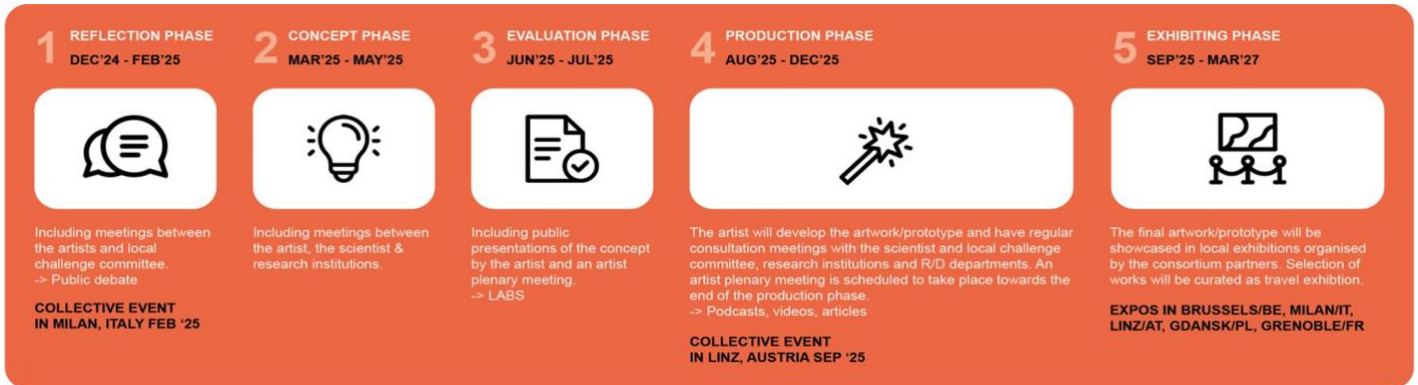 1 REFLECTION PHASE
DEC’24 - FEB’25
Including meetings between
the artists and local
challenge committee.
-> Public debate
COLLECTIVE EVENT
IN MILAN, ITALY FEB ‘25
2 CONCEPT PHASE
MAR’25 - MAY’25
Including meetings between
the artist, the scientist &
research institutions.
3 EVALUATION PHASE
JUN’25 - JUL’25
Including public
presentations of the concept
by the artist and an artist
plenary meeting.
-> LABS
4 PRODUCTION PHASE
AUG’25 - DEC’25
The artist will develop the artwork/prototype and have regular
consultation meetings with the scientist and local challenge
committee, research institutions and R/D departments. An
artist plenary meeting is scheduled to take place towards the
end of the production phase.
-> Podcasts, videos, articles
COLLECTIVE EVENT
IN LINZ, AUSTRIA SEP ‘25
5 EXHIBITING PHASE
SEP’25 - MAR’27
The final artwork/prototype will be
showcased in local exhibitions organised
by the consortium partners. Selection of
works will be curated as travel exhibtion.
EXPOS IN BRUSSELS/BE, MILAN/IT,
LINZ/AT, GDANSK/PL, GRENOBLE/FR